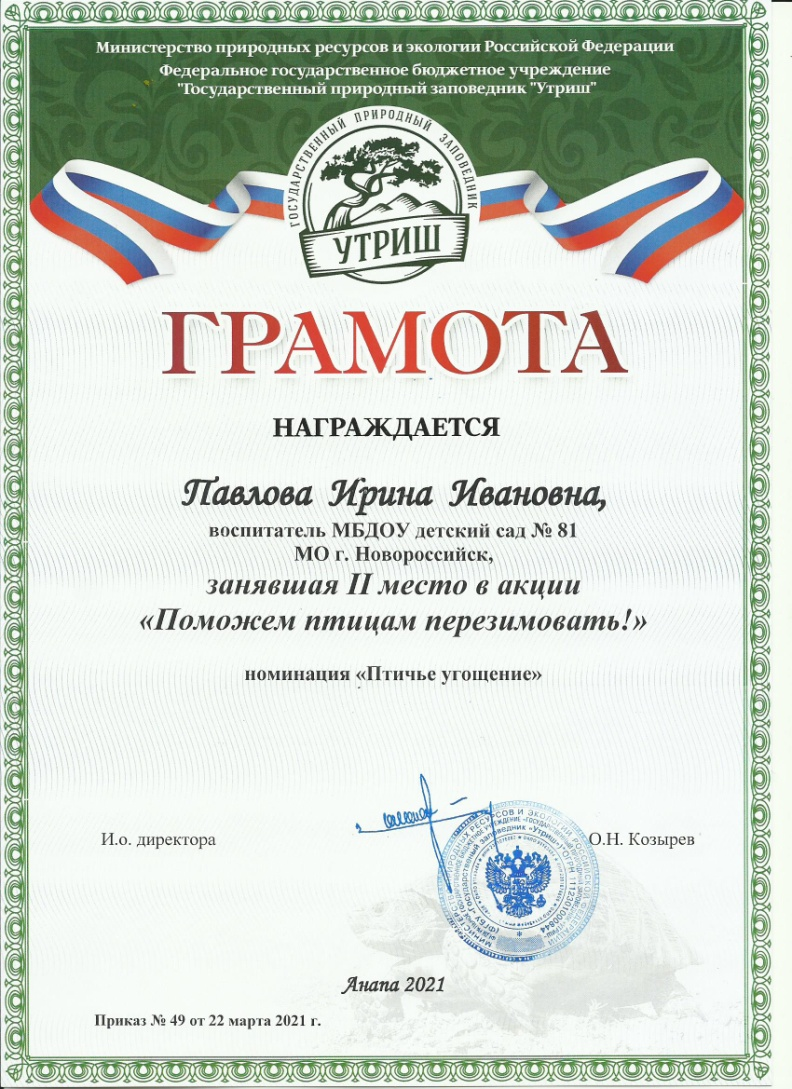 Министерство природных ресурсов и экологии Российской Федерации
Федеральное государственное бюджетное учреждение
"Государственный природный заповедник "Утриш"
ГОСУДАРСТВЕННЫЙ ПРИРОДНЫЙ ЗАПОВЕДНИК
УТРИШ
ГРАМОТА
НАГРАЖДАЕТСЯ
Павлова Ирина Ивановна,
воспитатель МБДОУ детский сад № 81
МО г. Новороссийск,
занявшая II место в акции
«Поможем птицам перезимовать!»
номинация «Птичье угощение»
И.о. директора
О.Н. Козырев
Анапа 2021
Приказ № 49 от 22 марта 2021 г.